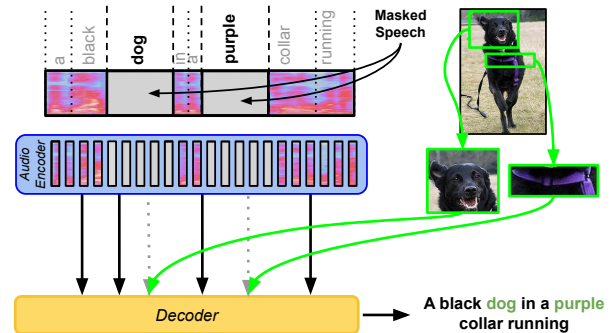 a
black
dog
in
a
purple
collar
running
Masked
Speech
Audio
Encoder
Decoder
A black dog in a purple
collar running